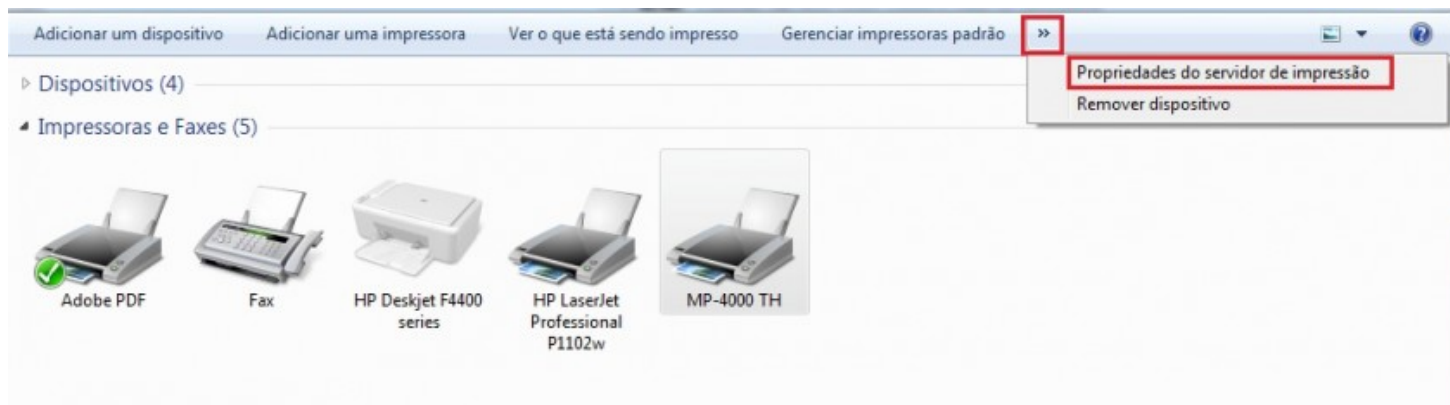 Adicionar um dispositivo Adicionar uma impressora Ver o que está sendo impresso Gerenciar impressoras padrão »
Propriedades do servidor de impressão
Remover dispositivo
Dispositivos (4)
Impressoras e Faxes (5)
Adobe PDF
Fax
HP Deskjet F4400
series
HP LaserJet
Professional
P1102w
MP-4000 TH